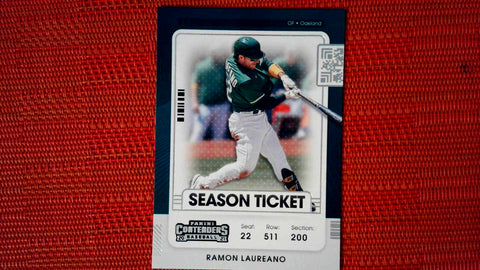 OF • Oakland
SEASON TICKET
PANINI
CONTENDERS
BASEBALL
Seat: Row: Section:
22 511 200
RAMON LAUREANO